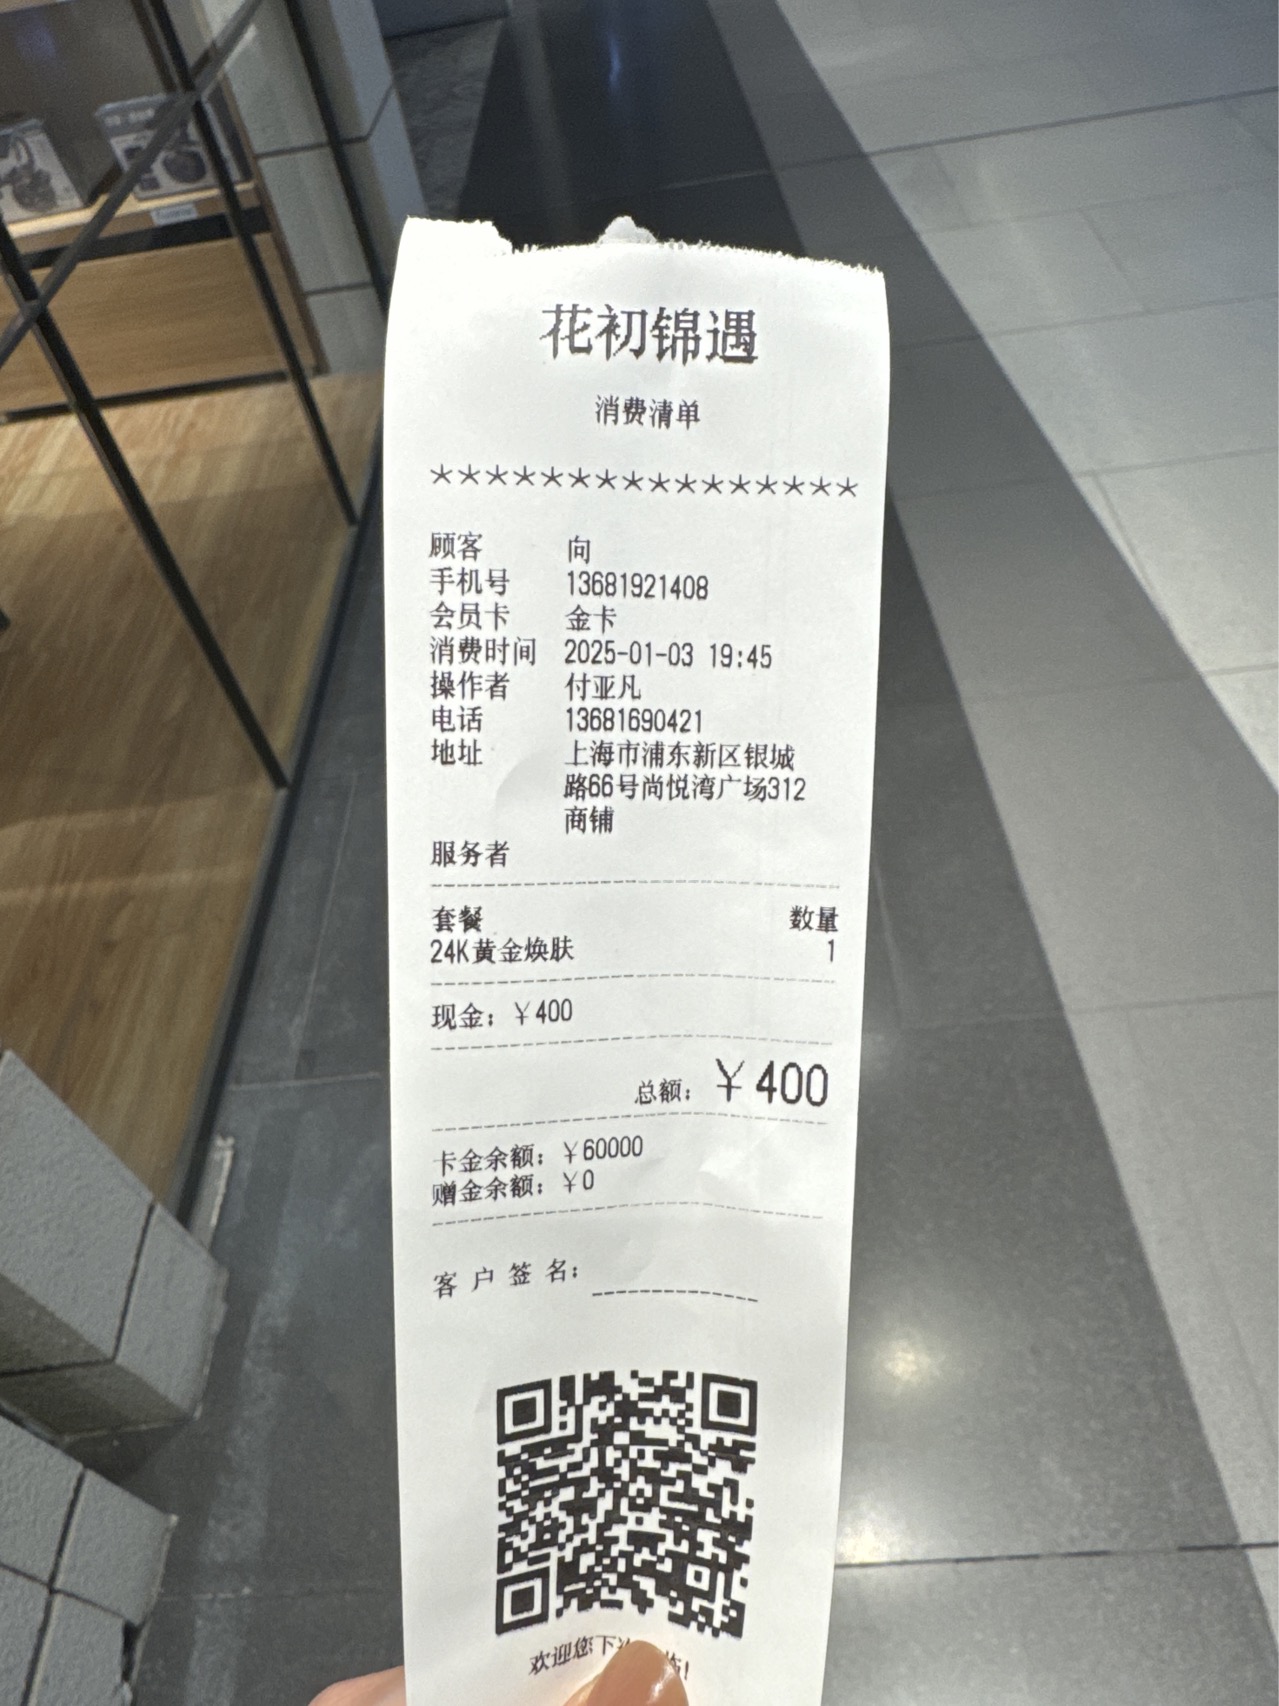 花初锦遇
消费清单
****************
顾客 向
手机号 13681921408
会员卡 金卡
消费时间 2025-01-03 19:45
操作者 付亚凡
电话 13681690421
地址 上海市浦东新区银城
路66号尚悦湾广场312
商铺
服务者
套餐 数量
24K黄金焕肤 1
现金：￥400
总额：￥400
卡金余额：￥60000
赠金余额：￥0
客户签名：
欢迎您下
临！